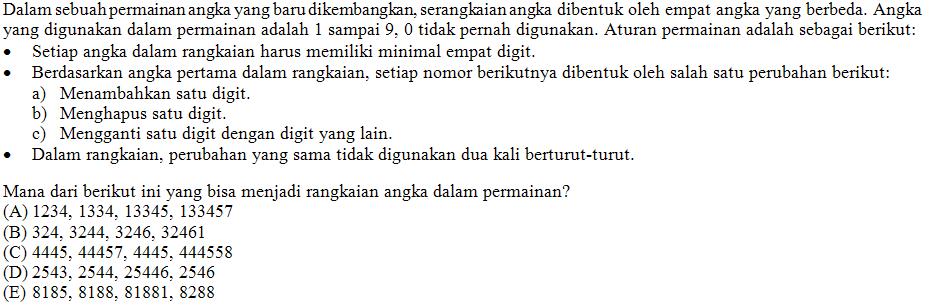 Dalam sebuah permainan angka yang baru dikembangkan, serangkaian angka dibentuk oleh empat angka yang berbeda. Angka
yang digunakan dalam permainan adalah 1 sampai 9, 0 tidak pernah digunakan. Aturan permainan adalah sebagai berikut:
• Setiap angka dalam rangkaian harus memiliki minimal empat digit.
• Berdasarkan angka pertama dalam rangkaian, setiap nomor berikutnya dibentuk oleh salah satu perubahan berikut:
a) Menambahkan satu digit.
b) Menghapus satu digit.
c) Mengganti satu digit dengan digit yang lain.
• Dalam rangkaian, perubahan yang sama tidak digunakan dua kali berturut-turut.
Mana dari berikut ini yang bisa menjadi rangkaian angka dalam permainan?
(A) 1234, 1334, 13345, 133457
(B) 324, 3244, 3246, 32461
(C) 4445, 44457, 4445, 444558
(D) 2543, 2544, 25446, 2546
(E) 8185, 8188, 81881, 8288